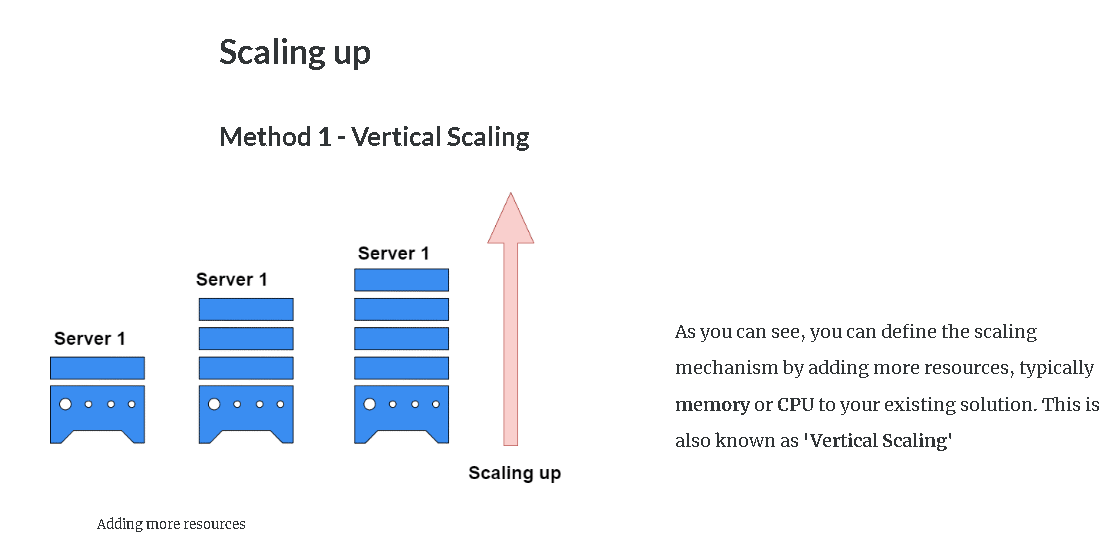 Scaling up
Method 1 - Vertical Scaling
Server 1
Server 1
Server 1
Scaling up
Adding more resources
As you can see, you can define the scaling
mechanism by adding more resources, typically
memory or CPU to your existing solution. This is
also known as 'Vertical Scaling'